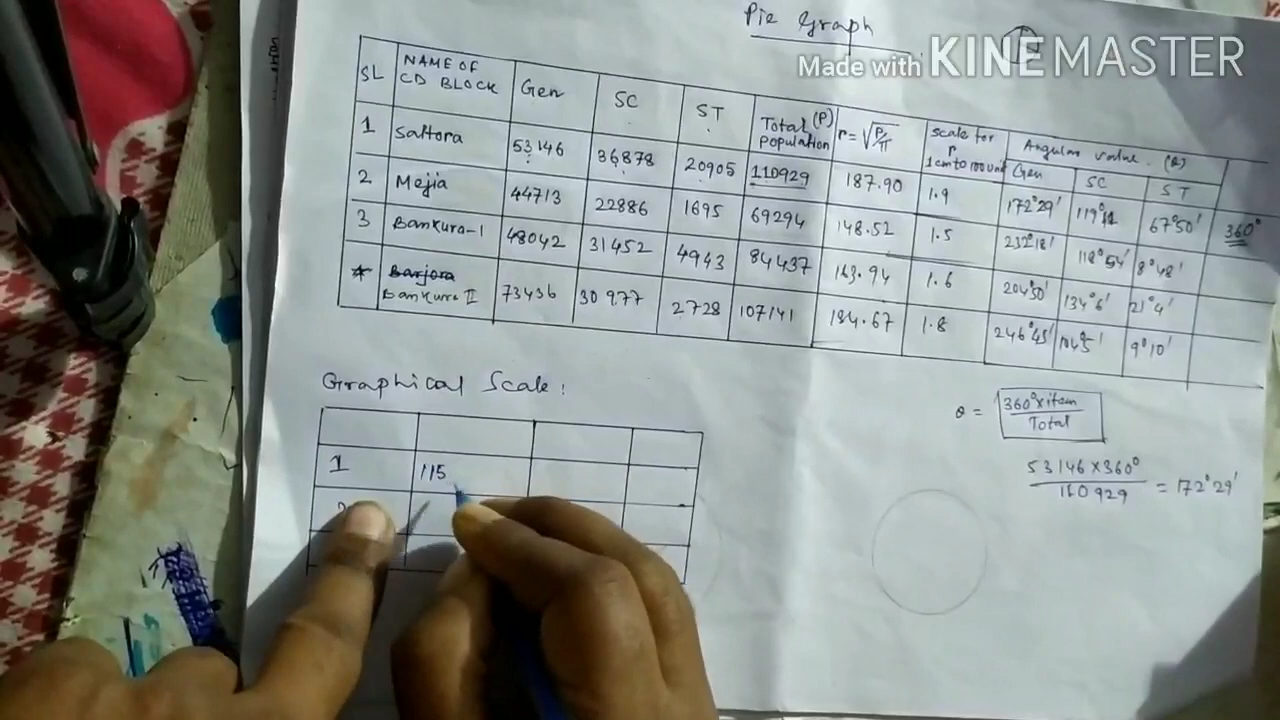 Pie Graph
Made with KINEMASTER
SL NAME OF CD BLOCK Gen SC ST Total (P) population r = √P/π scale for r 1cm to 100 unit Angular value. (θ)
Gen SC ST
1 Saltora 53146 36878 20905 110929 187.90 1.9 172°29' 119°11 67°50' 360°
2 Mejia 44713 22886 1695 69294 148.52 1.5 232°18' 118°54' 8°48'
3 Bankura-1 48042 31452 4943 84437 163.94 1.6 204°50' 134°6' 21°4'
Barjora
Bankura II 73436 30977 2728 107141 184.67 1.8 246°45' 9°10'
Graphical Scale:
θ = 360° x item / Total
1 115
53146 x 360° / 110929 = 172°29'